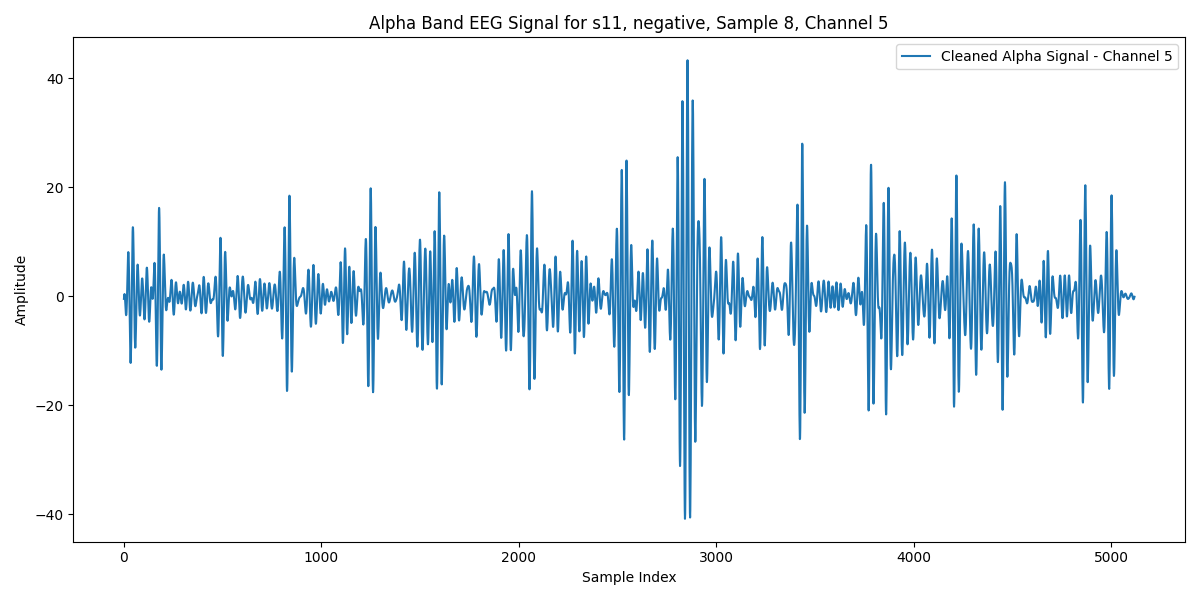 Alpha Band EEG Signal for s11, negative, Sample 8, Channel 5
Cleaned Alpha Signal - Channel 5
Amplitude
40
20
0
−20
−40
0
1000
2000
3000
4000
5000
Sample Index